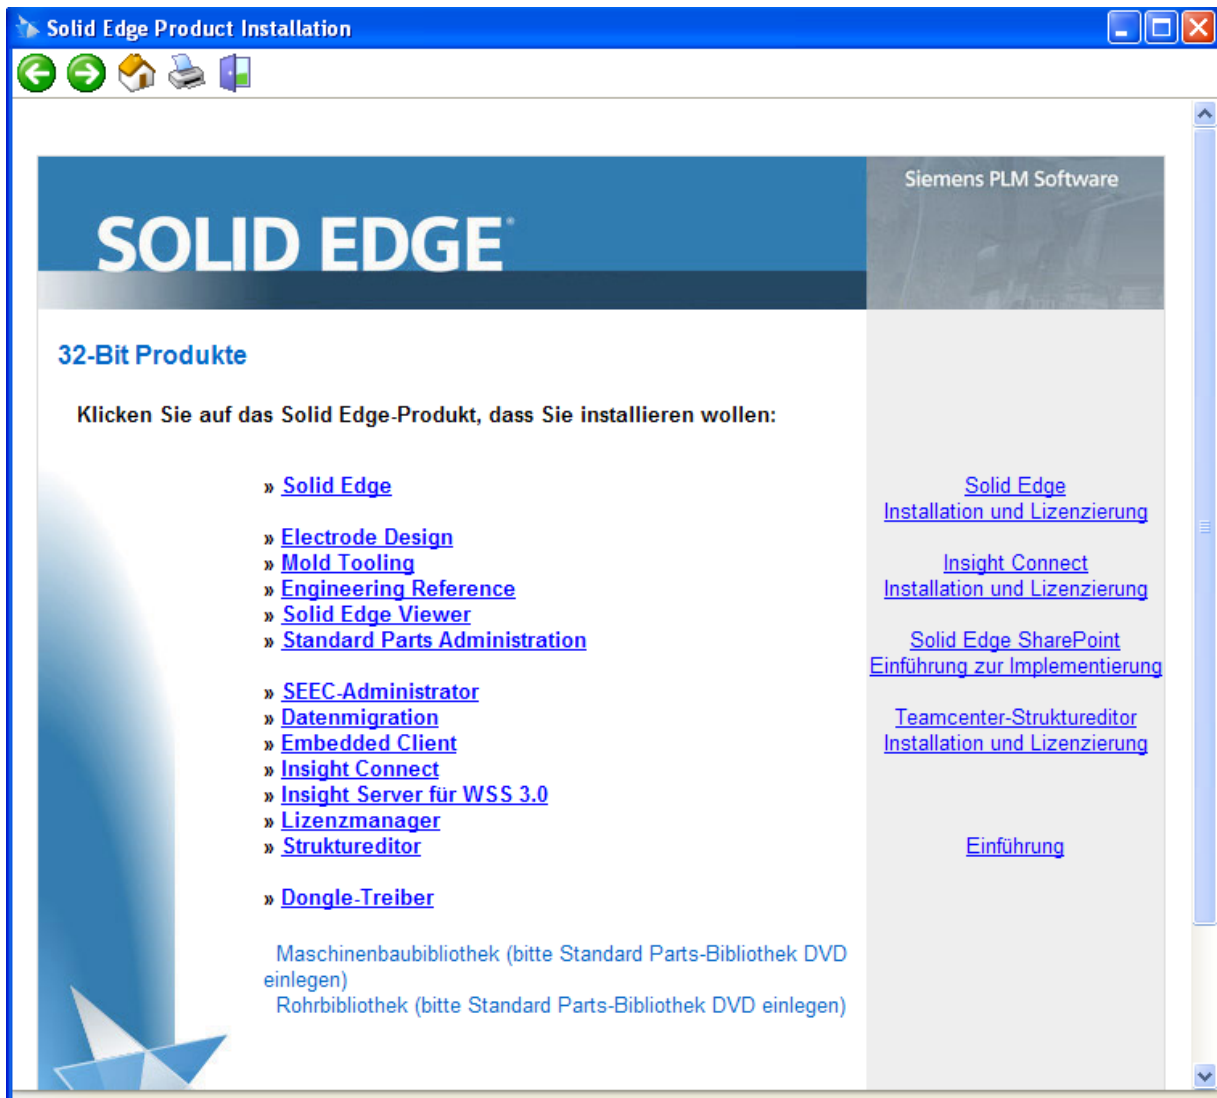 Solid Edge Product Installation
Siemens PLM Software
SOLID EDGE®
32-Bit Produkte
Klicken Sie auf das Solid Edge-Produkt, dass Sie installieren wollen:
» Solid Edge
» Electrode Design
» Mold Tooling
» Engineering Reference
» Solid Edge Viewer
» Standard Parts Administration
» SEEC-Administrator
» Datenmigration
» Embedded Client
» Insight Connect
» Insight Server für WSS 3.0
» Lizenzmanager
» Struktureditor
» Dongle-Treiber
Maschinenbaubibliothek (bitte Standard Parts-Bibliothek DVD
einlegen)
Rohrbibliothek (bitte Standard Parts-Bibliothek DVD einlegen)
Solid Edge
Installation und Lizenzierung
Insight Connect
Installation und Lizenzierung
Solid Edge SharePoint
Einführung zur Implementierung
Teamcenter-Struktureditor
Installation und Lizenzierung
Einführung